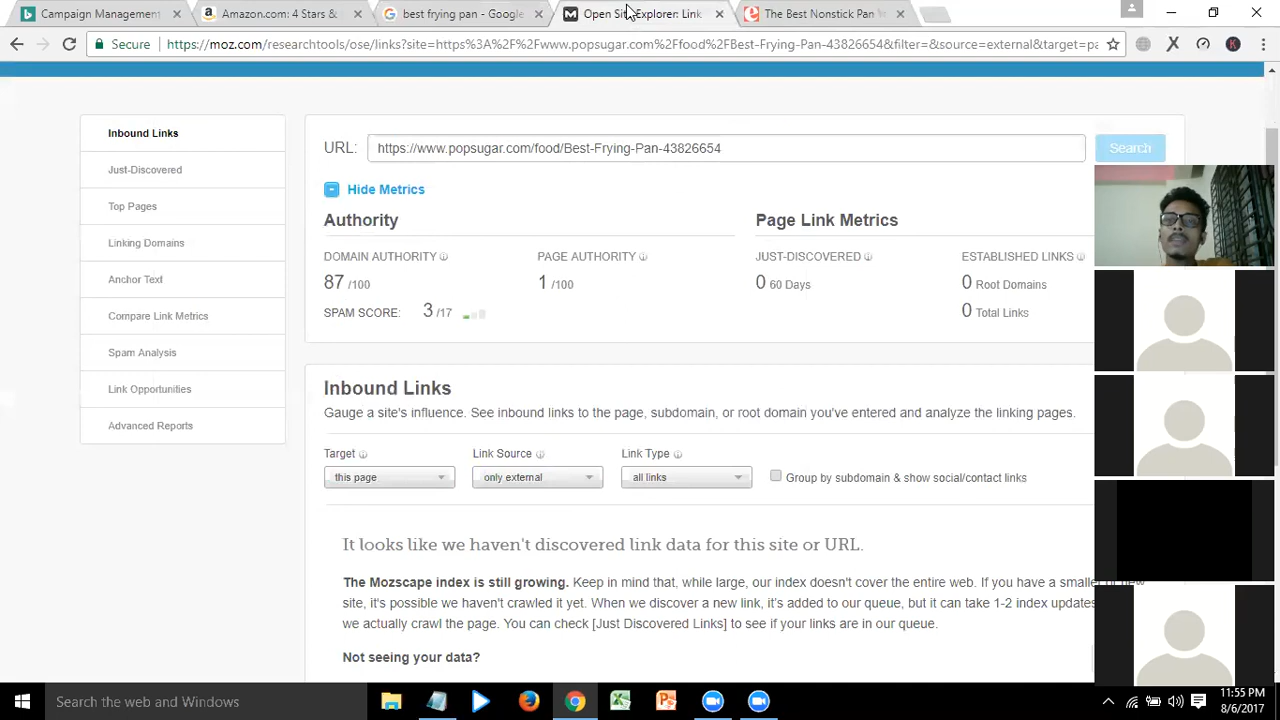 Campaign Management
Amazon.com: 4 Stars &
best frying pan - Google
Open Site Explorer: Link
The Best Nonstick Pan
Secure
https://moz.com/researchtools/ose/links?site=https%3A%2F%2Fwww.popsugar.com%2Ffood%2FBest-Frying-Pan-43826654&filter=&source=external&target=pa
Inbound Links
Just-Discovered
Top Pages
Linking Domains
Anchor Text
Compare Link Metrics
Spam Analysis
Link Opportunities
Advanced Reports
URL: https://www.popsugar.com/food/Best-Frying-Pan-43826654 Search
Hide Metrics
Authority
DOMAIN AUTHORITY PAGE AUTHORITY
87 /100 1 /100
SPAM SCORE: 3 /17
Page Link Metrics
JUST-DISCOVERED ESTABLISHED LINKS
0 60 Days 0 Root Domains
0 Total Links
Inbound Links
Gauge a site's influence. See inbound links to the page, subdomain, or root domain you've entered and analyze the linking pages.
Target Link Source Link Type
this page only external all links Group by subdomain & show social/contact links
It looks like we haven't discovered link data for this site or URL.
The Mozscape index is still growing. Keep in mind that, while large, our index doesn't cover the entire web. If you have a smaller or new
site, it's possible we haven't crawled it yet. When we discover a new link, it's added to our queue, but it can take 1-2 index updates
we actually crawl the page. You can check [Just Discovered Links] to see if your links are in our queue.
Not seeing your data?
Search the web and Windows
11:55 PM
8/6/2017